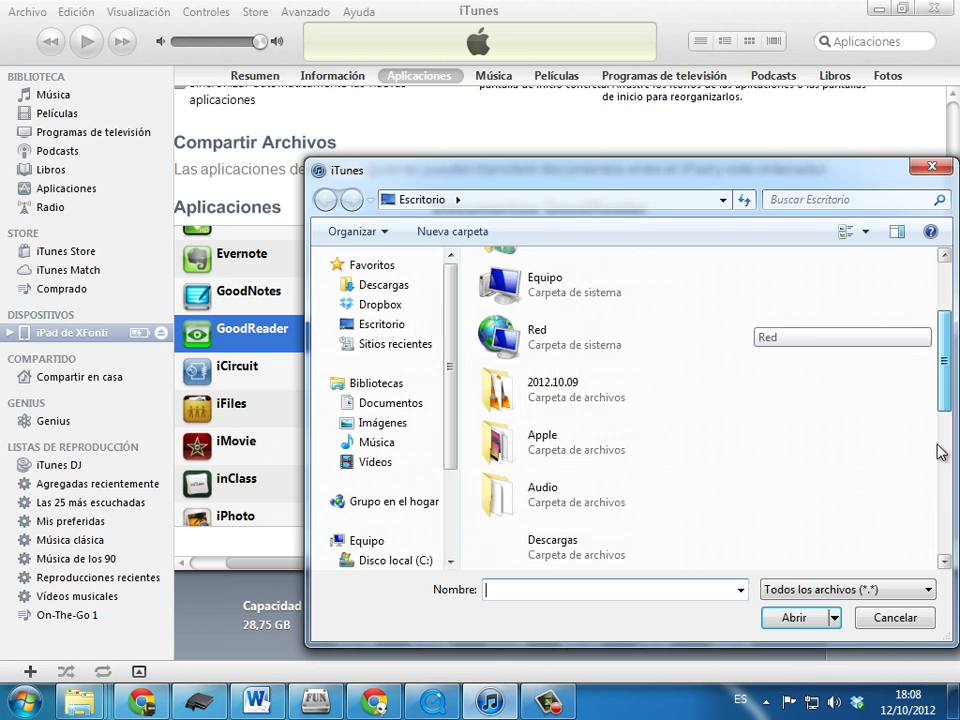 Archivo Edición Visualización Controles Store Avanzado Ayuda
iTunes
Aplicaciones
BIBLIOTECA
Música
Películas
Programas de televisión
Podcasts
Libros
Aplicaciones
Radio
STORE
iTunes Store
iTunes Match
Comprado
DISPOSITIVOS
iPad de XFonti
COMPARTIDO
Compartir en casa
GENIUS
Genius
LISTAS DE REPRODUCCIÓN
iTunes DJ
Agregadas recientemente
Las 25 más escuchadas
Mis preferidas
Música clásica
Música de los 90
Reproducciones recientes
Vídeos musicales
On-The-Go 1
Resumen Información Aplicaciones Música Películas Programas de televisión Podcasts Libros Fotos
aplicaciones
de inicio para reorganizarlos.
Compartir Archivos
Las aplicaciones de
Aplicaciones
Evernote
GoodNotes
GoodReader
iCircuit
iFiles
iMovie
inClass
iPhoto
Capacidad
28,75 GB
iTunes
Escritorio
Buscar Escritorio
Organizar Nueva carpeta
Favoritos
Descargas
Dropbox
Escritorio
Sitios recientes
Bibliotecas
Documentos
Imágenes
Música
Vídeos
Grupo en el hogar
Equipo
Disco local (C:)
Equipo
Carpeta de sistema
Red
Carpeta de sistema
Red
2012.10.09
Carpeta de archivos
Apple
Carpeta de archivos
Audio
Carpeta de archivos
Descargas
Carpeta de archivos
Nombre:
Todos los archivos (*.*)
Abrir
Cancelar
W
FUN
ES
18:08
12/10/2012